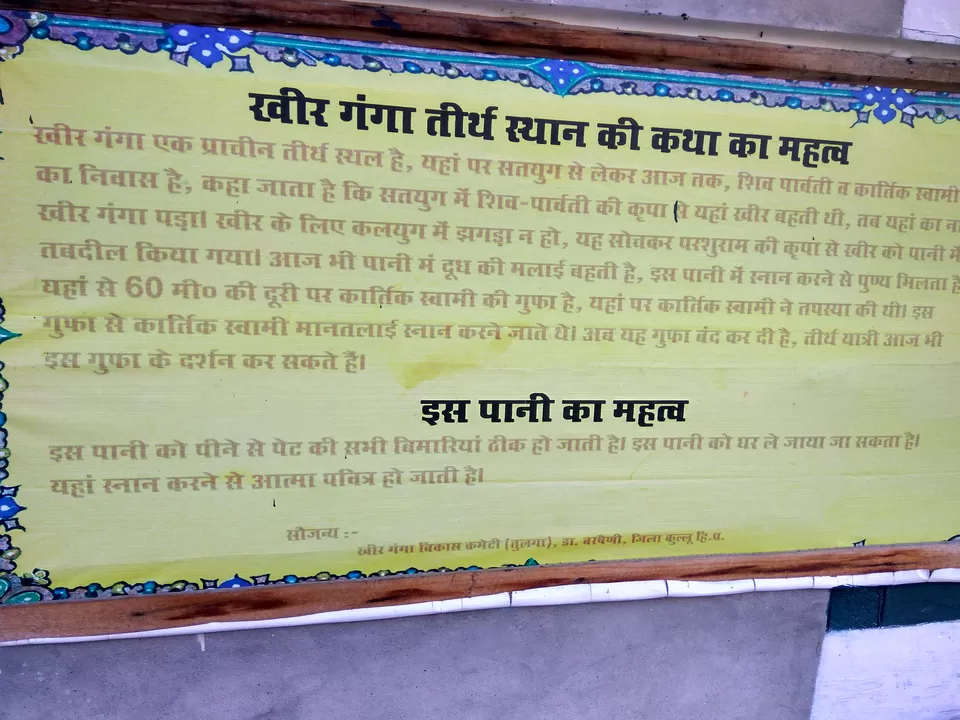 खीर गंगा तीर्थ स्थान की कथा का महत्व
खीर गंगा एक प्राचीन तीर्थ स्थल है, यहां पर सतयुग से लेकर आज तक, शिव पार्वती व कार्तिक स्वामी
का निवास है, कहा जाता है कि सतयुग में शिव-पार्वती की कृपा से यहां खीर बहती थी, तब यहां का ना
खीर गंगा पड़ा। खीर के लिए कलयुग में झगड़ा न हो, यह सोचकर परशुराम की कृपा से खीर को पानी में
तबदील किया गया। आज भी पानी मं दूध की मलाई बहती है, इस पानी में स्नान करने से पुण्य मिलता है
यहां से 60 मी० की दूरी पर कार्तिक स्वामी की गुफा है, यहां पर कार्तिक स्वामी ने तपस्या की थी। इस
गुफा से कार्तिक स्वामी मानतलाई स्नान करने जाते थे। अब यह गुफा बंद कर दी है, तीर्थ यात्री आज भी
इस गुफा के दर्शन कर सकते हैं।
इस पानी का महत्व
इस पानी को पीने से पेट की सभी बिमारियां ठीक हो जाती है। इस पानी को घर ले जाया जा सकता है।
यहां स्नान करने से आत्मा पवित्र हो जाती है।
सौजन्य :-
खीर गंगा विकास कमेटी (तुलगा), डा. बरषैणी, जिला कुल्लू हि.प्र.